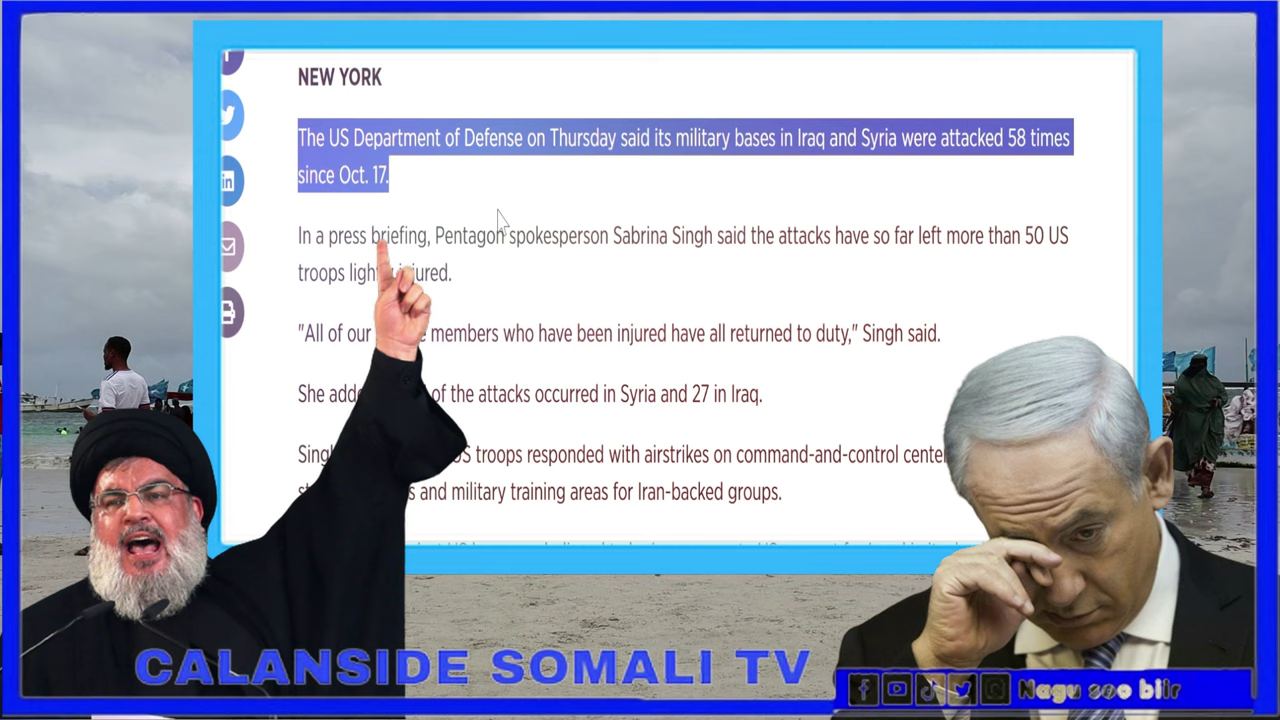 NEW YORK
The US Department of Defense on Thursday said its military bases in Iraq and Syria were attacked 58 times
since Oct. 17.
In a press briefing, Pentagon spokesperson Sabrina Singh said the attacks have so far left more than 50 US
troops injured.
"All of our members who have been injured have all returned to duty," Singh said.
She of the attacks occurred in Syria and 27 in Iraq.
US troops responded with airstrikes on command-and-control
and military training areas for Iran-backed groups.
CALANSIDE SOMALI TV
Nagu soo biir